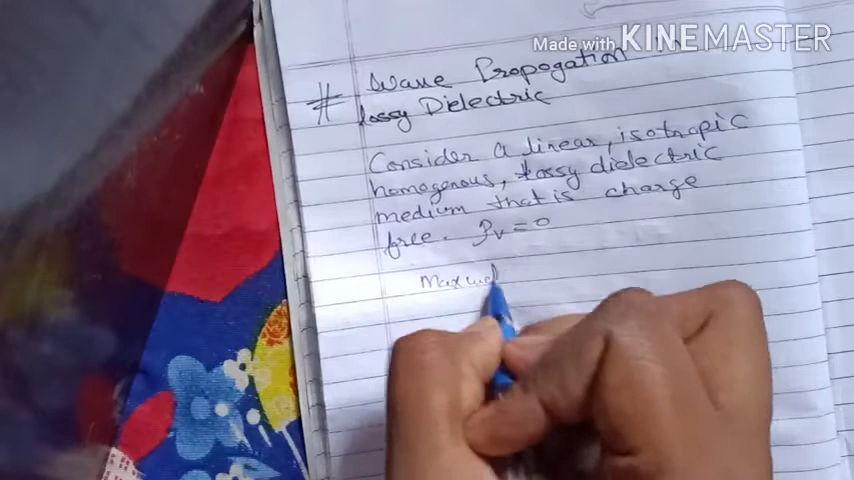 Made with KINEMASTER
# Wave Propogation
lossy Dielectric
Consider a linear, isotropic
homogenous, lossy dielectric
medium that is charge
free. ρv = 0
Maxwel